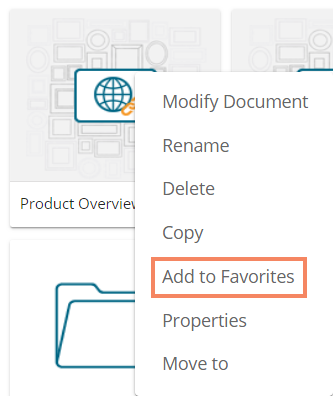 Modify Document
Rename
Delete
Product Overview
Copy
Add to Favorites
Properties
Move to